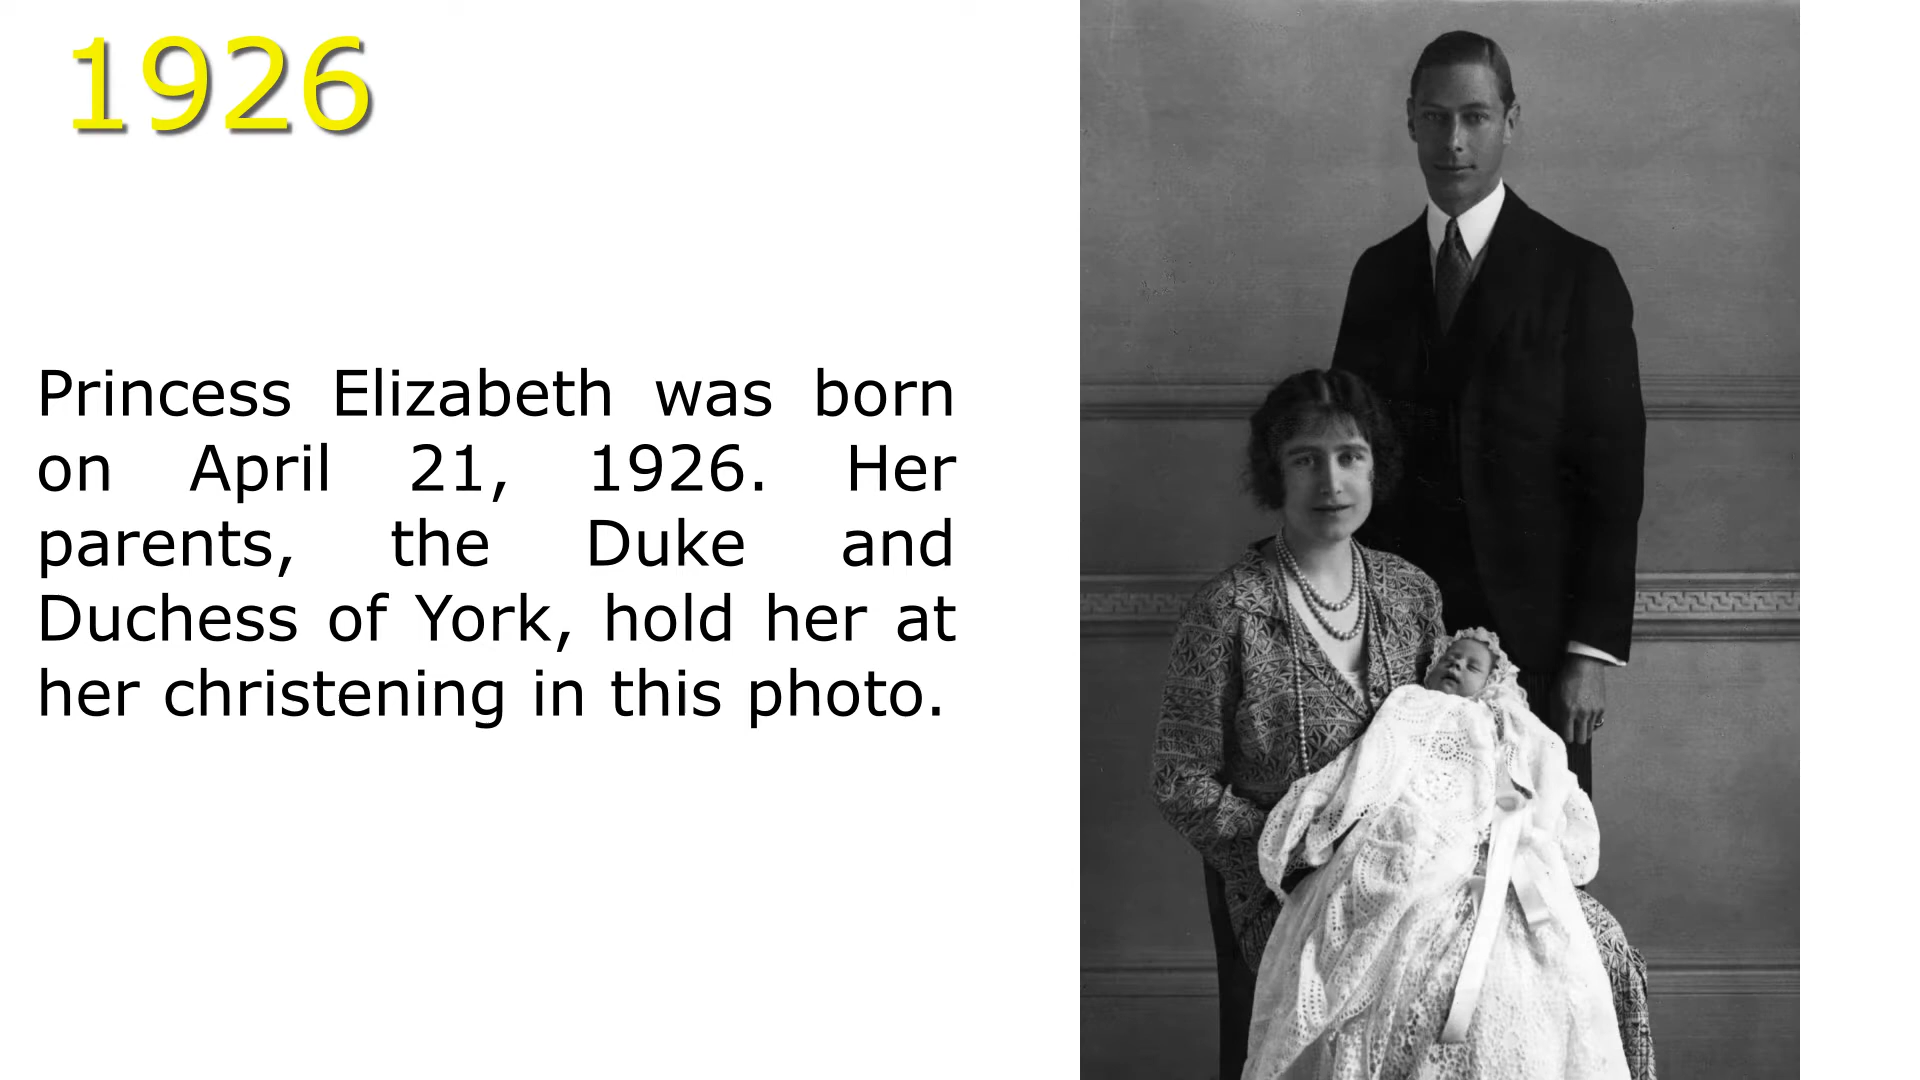 1926
Princess Elizabeth was born
on April 21, 1926. Her
parents, the Duke and
Duchess of York, hold her at
her christening in this photo.